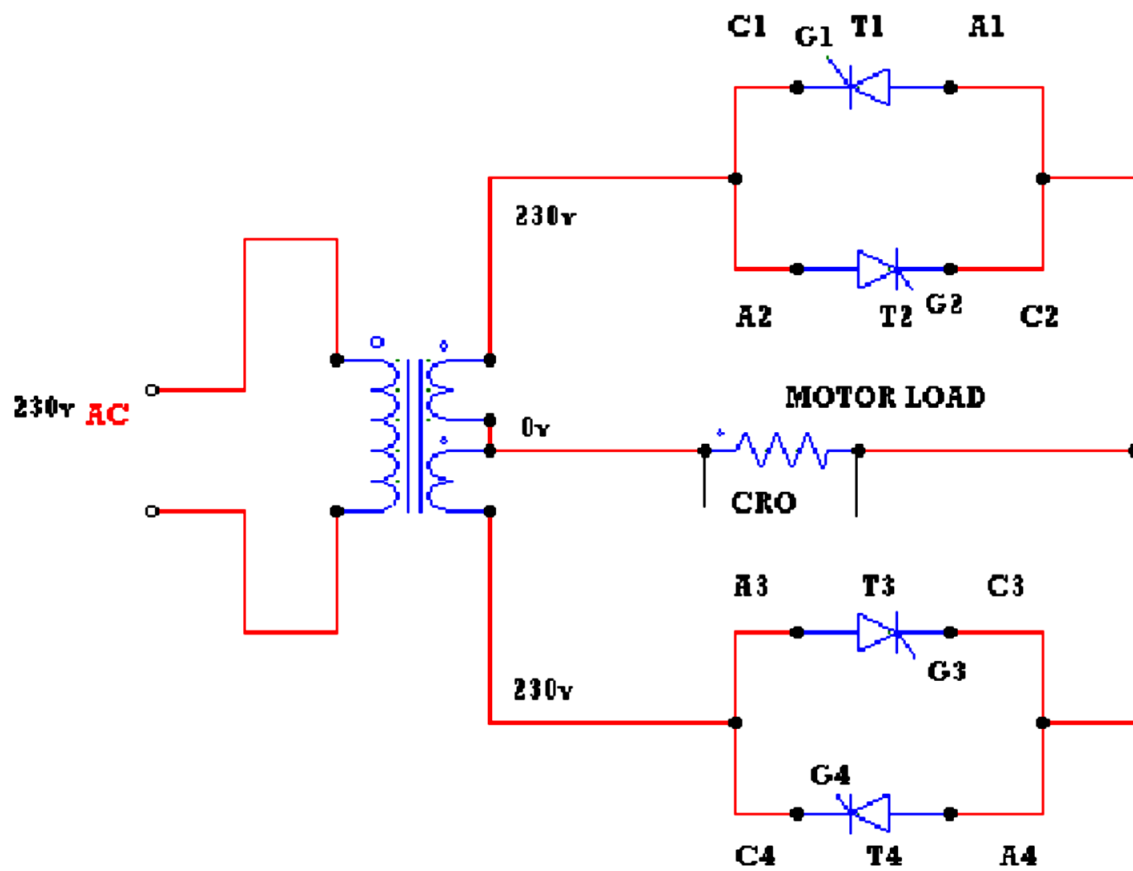 C1 T1 A1
G1
230v
A2 T2 G2 C2
230v AC
MOTOR LOAD
0v
CRO
A3 T3 C3
G3
230v
G4
C4 T4 A4